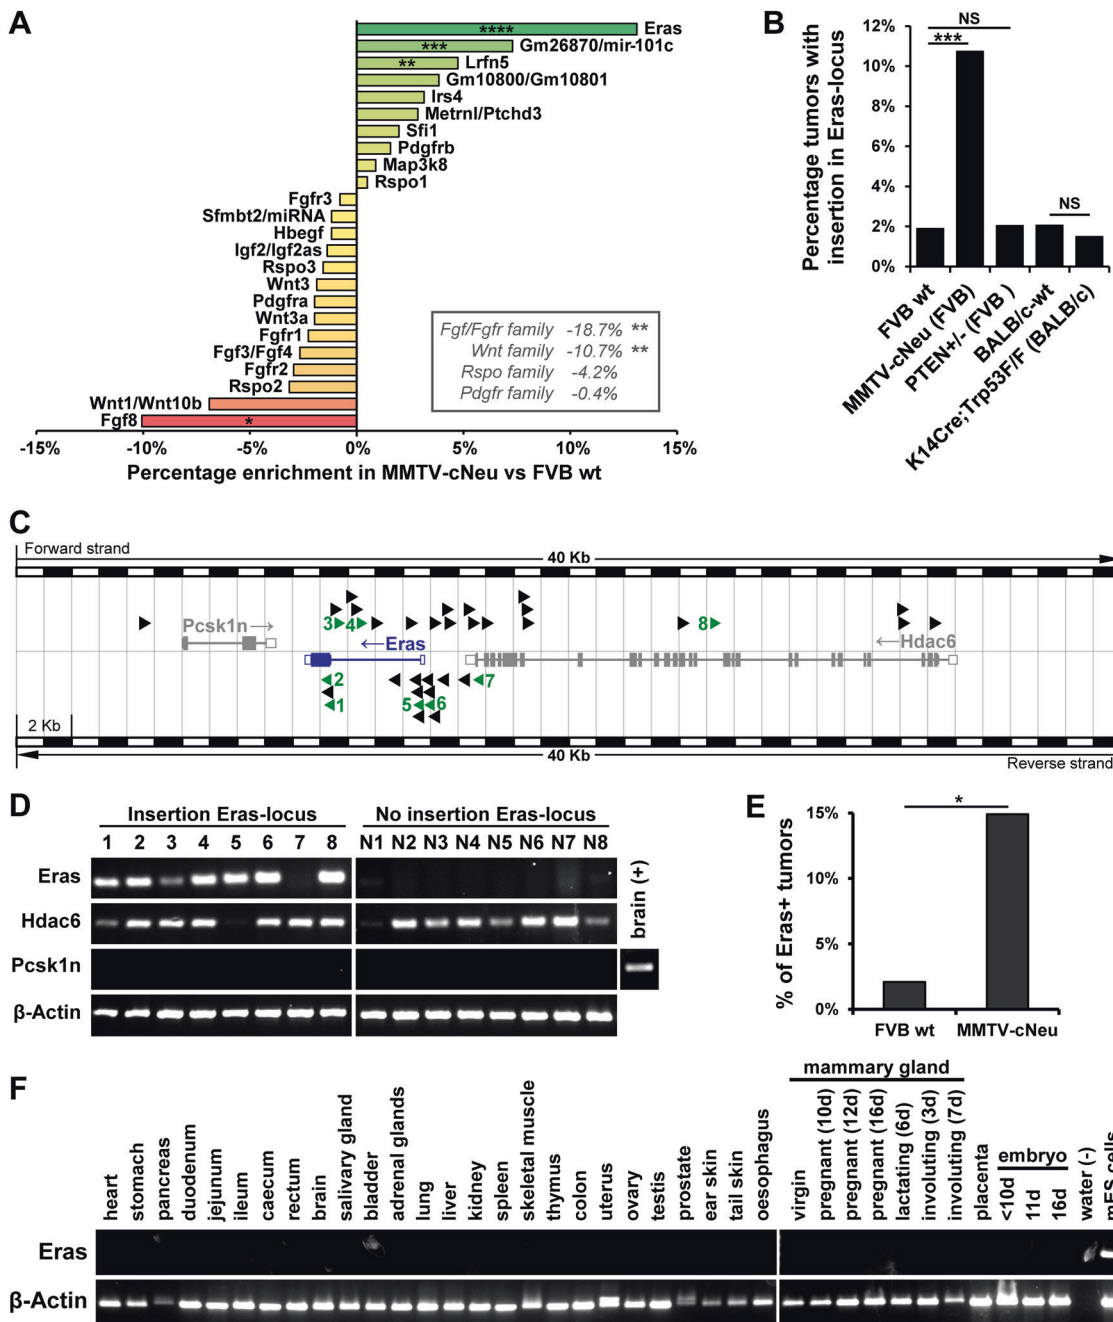 A
****
Eras
***
Gm26870/mir-101c
**
Lrfn5
Gm10800/Gm10801
Irs4
Metrnl/Ptchd3
Sfi1
Pdgfrb
Map3k8
Rspo1
Fgfr3
Sfmbt2/miRNA
Hbegf
Igf2/Igf2as
Rspo3
Wnt3
Pdgfra
Wnt3a
Fgfr1
Fgf3/Fgf4
Fgfr2
Rspo2
Wnt1/Wnt10b
Fgf8
*
Fgf/Fgfr family -18.7% **
Wnt family -10.7% **
Rspo family -4.2%
Pdgfr family -0.4%
-15% -10% -5% 0% 5% 10% 15%
Percentage enrichment in MMTV-cNeu vs FVB wt
B
Percentage tumors with
insertion in Eras-locus
12%
10%
8%
6%
4%
2%
0%
NS
***
NS
FVB wt
MMTV-cNeu (FVB)
PTEN+/- (FVB )
BALB/c-wt
K14Cre;Trp53F/F (BALB/c)
C
Forward strand
40 Kb
Pcsk1n→
3 4
←Eras
8
←Hdac6
2
1
5 6
7
2 Kb
40 Kb
Reverse strand
D
Insertion Eras-locus
No insertion Eras-locus
1 2 3 4 5 6 7 8
N1 N2 N3 N4 N5 N6 N7 N8
brain (+)
Eras
Hdac6
Pcsk1n
β-Actin
E
% of Eras+ tumors
15%
10%
5%
0%
*
FVB wt
MMTV-cNeu
F
mammary gland
embryo
heart
stomach
pancreas
duodenum
jejunum
ileum
caecum
rectum
brain
salivary gland
bladder
adrenal glands
lung
liver
kidney
spleen
skeletal muscle
thymus
colon
uterus
ovary
testis
prostate
ear skin
tail skin
oesophagus
virgin
pregnant (10d)
pregnant (12d)
pregnant (16d)
lactating (6d)
involuting (3d)
involuting (7d)
placenta
<10d
11d
16d
water (-)
mES cells
Eras
β-Actin